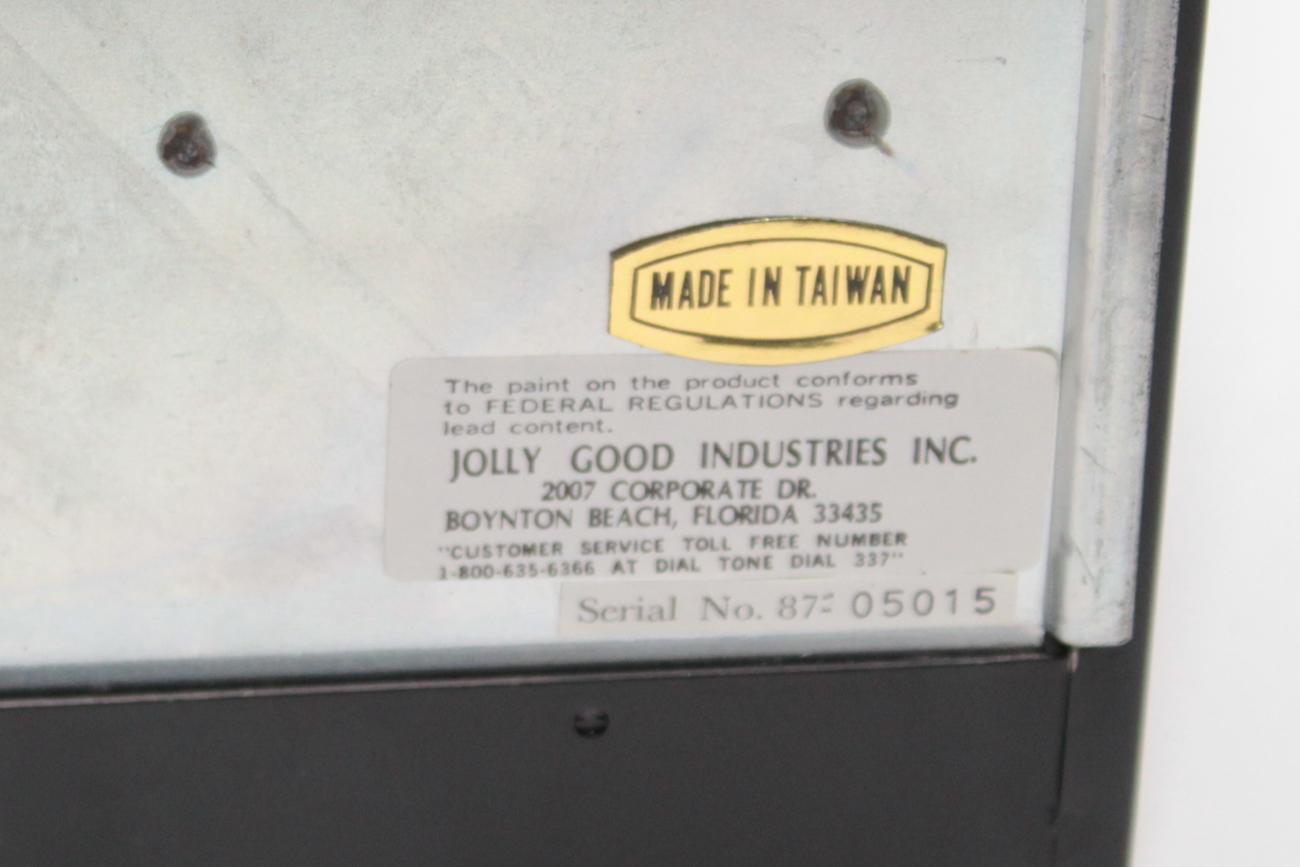 MADE IN TAIWAN
The paint on the product conforms
to FEDERAL REGULATIONS regarding
lead content.
JOLLY GOOD INDUSTRIES INC.
2007 CORPORATE DR.
BOYNTON BEACH, FLORIDA 33435
"CUSTOMER SERVICE TOLL FREE NUMBER
1-800-635-6366 AT DIAL TONE DIAL 337"
Serial No. 87- 05015